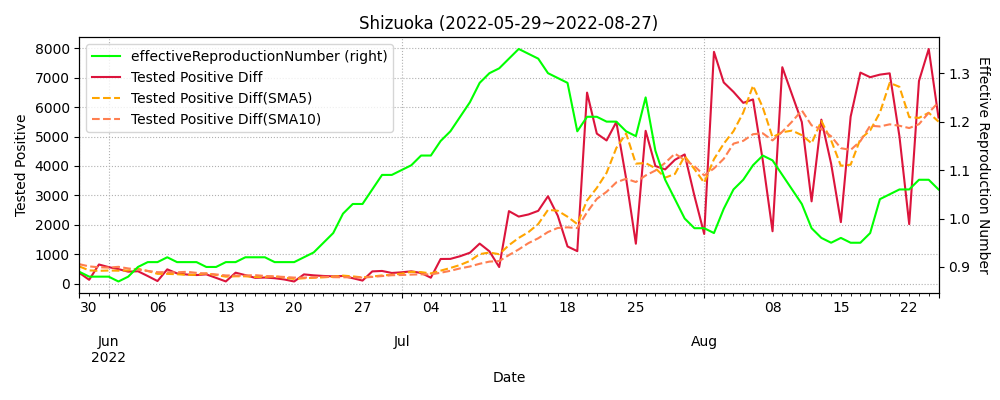 Shizuoka (2022-05-29~2022-08-27)
effectiveReproductionNumber (right)
Tested Positive Diff
Tested Positive Diff(SMA5)
Tested Positive Diff(SMA10)
Tested Positive
8000
7000
6000
5000
4000
3000
2000
1000
0
Effective Reproduction Number
1.3
1.2
1.1
1.0
0.9
30 06 13 20 27 04 11 18 25 08 15 22
Jun Jul Aug
2022
Date